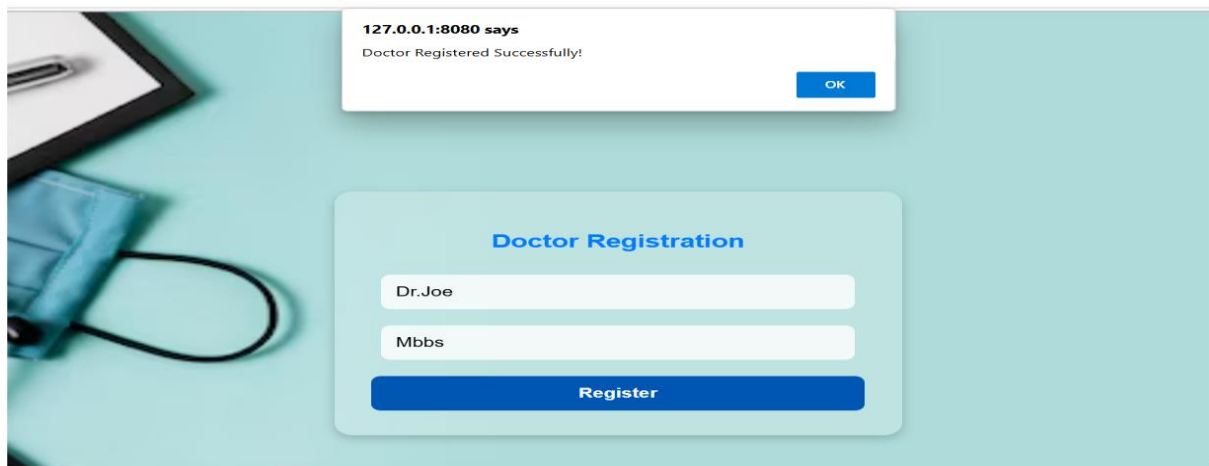 127.0.0.1:8080 says
Doctor Registered Successfully!
OK
Doctor Registration
Dr.Joe
Mbbs
Register